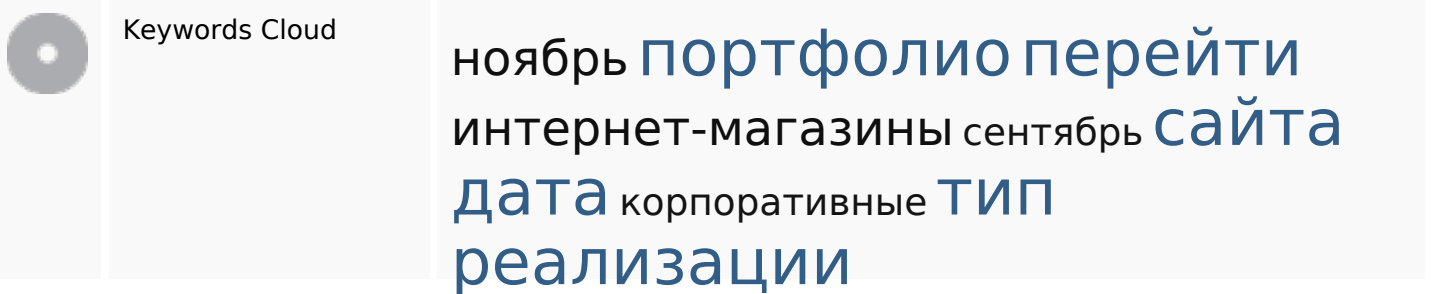 Keywords Cloud
ноябрь портфолио перейти
интернет-магазины сентябрь сайта
дата корпоративные тип
реализации